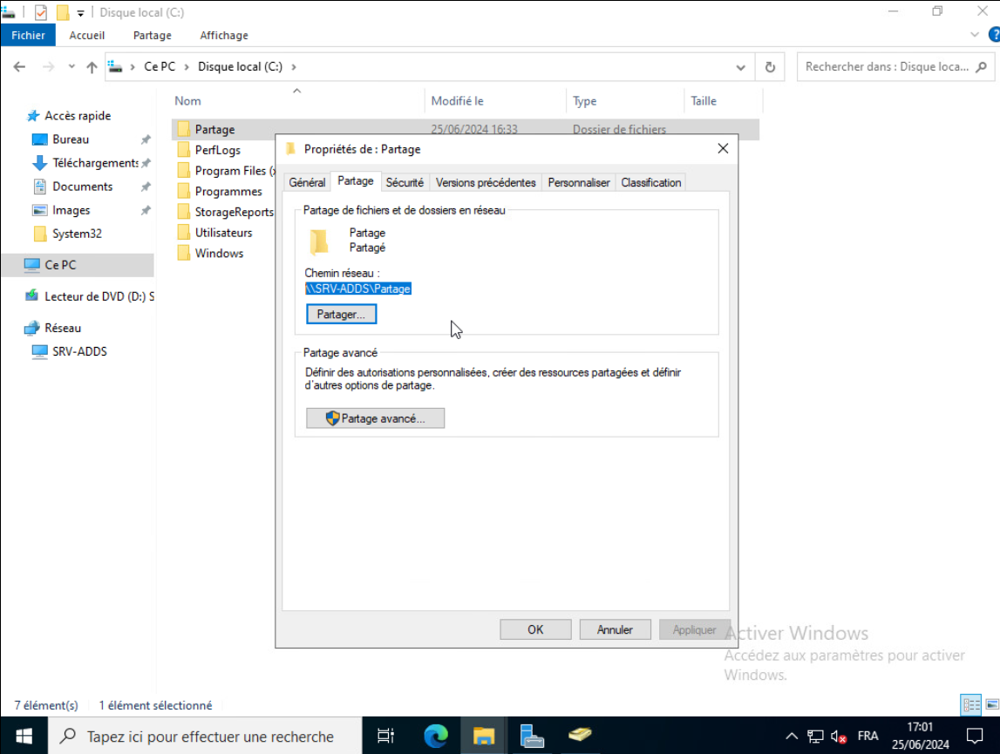 Disque local (C:)
Fichier Accueil Partage Affichage
Ce PC Disque local (C:)
Rechercher dans : Disque loca...
Nom Modifié le Type Taille
Accès rapide
Bureau
Téléchargements
Documents
Images
System32
Ce PC
Lecteur de DVD (D:) S
Réseau
SRV-ADDS
Partage 25/06/2024 16:33 Dossier de fichiers
PerfLogs
Program Files (x
Programmes
StorageReports
Utilisateurs
Windows
Propriétés de : Partage
Général Partage Sécurité Versions précédentes Personnaliser Classification
Partage de fichiers et de dossiers en réseau
Partage
Partagé
Chemin réseau :
\\SRV-ADDS\Partage
Partager...
Partage avancé
Définir des autorisations personnalisées, créer des ressources partagées et définir
d'autres options de partage.
Partage avancé...
OK Annuler Appliquer
Activer Windows
Accédez aux paramètres pour activer
Windows.
7 élément(s) 1 élément sélectionné
Tapez ici pour effectuer une recherche
FRA
17:01
25/06/2024